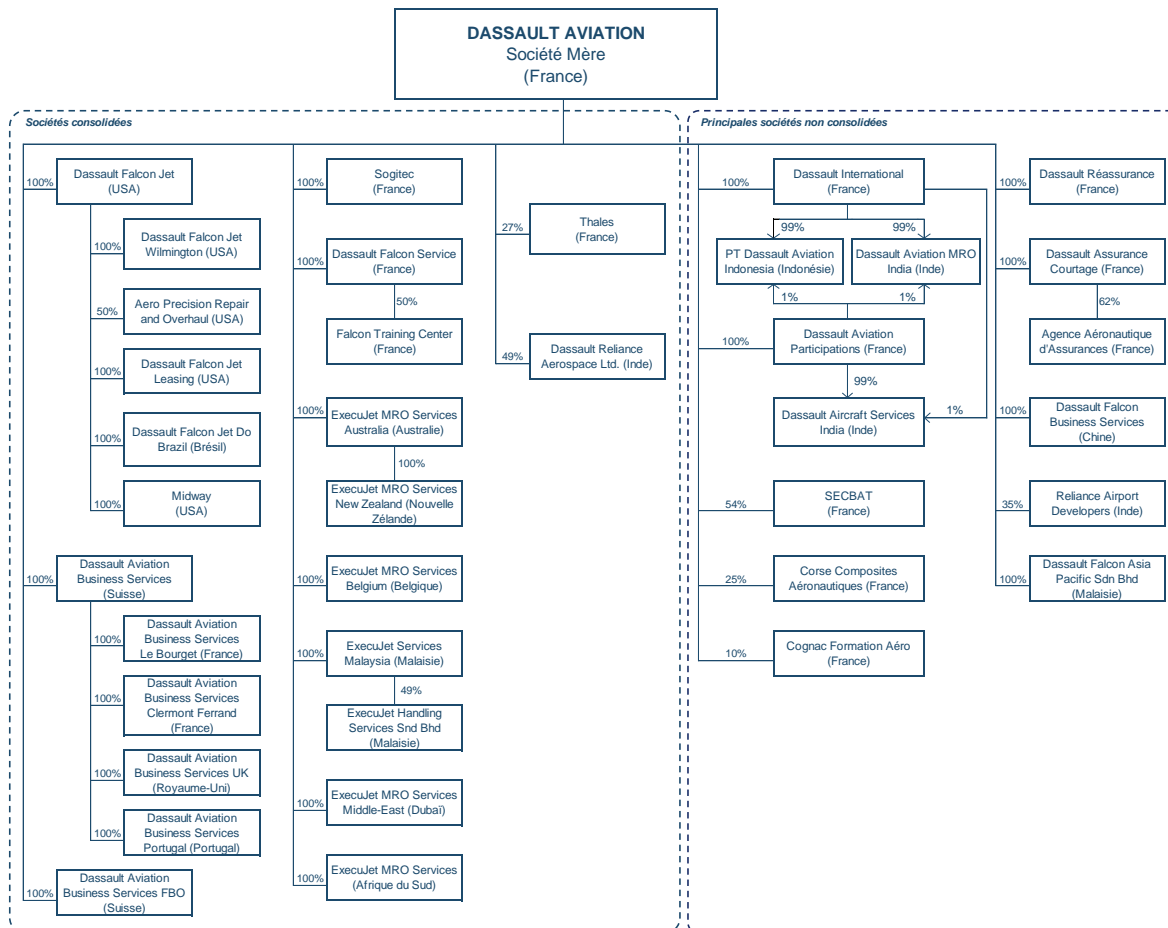 DASSAULT AVIATION
Société Mère
(France)
Sociétés consolidées
100%
Dassault Falcon Jet
(USA)
100%
Dassault Falcon Jet
Wilmington (USA)
50%
Aero Precision Repair
and Overhaul (USA)
100%
Dassault Falcon Jet
Leasing (USA)
100%
Dassault Falcon Jet Do
Brazil (Brésil)
100%
Midway
(USA)
100%
Dassault Aviation
Business Services
(Suisse)
100%
Dassault Aviation
Business Services
Le Bourget (France)
100%
Dassault Aviation
Business Services
Clermont Ferrand
(France)
100%
Dassault Aviation
Business Services UK
(Royaume-Uni)
100%
Dassault Aviation
Business Services
Portugal (Portugal)
100%
Dassault Aviation
Business Services FBO
(Suisse)
100%
Sogitec
(France)
100%
Dassault Falcon Service
(France)
50%
Falcon Training Center
(France)
100%
ExecuJet MRO Services
Australia (Australie)
100%
ExecuJet MRO Services
New Zealand (Nouvelle
Zélande)
100%
ExecuJet MRO Services
Belgium (Belgique)
100%
ExecuJet Services
Malaysia (Malaisie)
49%
ExecuJet Handling
Services Snd Bhd
(Malaisie)
100%
ExecuJet MRO Services
Middle-East (Dubaï)
100%
ExecuJet MRO Services
(Afrique du Sud)
27%
Thales
(France)
49%
Dassault Reliance
Aerospace Ltd. (Inde)
Principales sociétés non consolidées
100%
Dassault International
(France)
99%
99%
PT Dassault Aviation
Indonesia (Indonésie)
Dassault Aviation MRO
India (Inde)
1%
1%
100%
Dassault Aviation
Participations (France)
99%
Dassault Aircraft Services
India (Inde)
1%
54%
SECBAT
(France)
25%
Corse Composites
Aéronautiques (France)
10%
Cognac Formation Aéro
(France)
100%
Dassault Réassurance
(France)
100%
Dassault Assurance
Courtage (France)
62%
Agence Aéronautique
d'Assurances (France)
100%
Dassault Falcon
Business Services
(Chine)
35%
Reliance Airport
Developers (Inde)
100%
Dassault Falcon Asia
Pacific Sdn Bhd
(Malaisie)